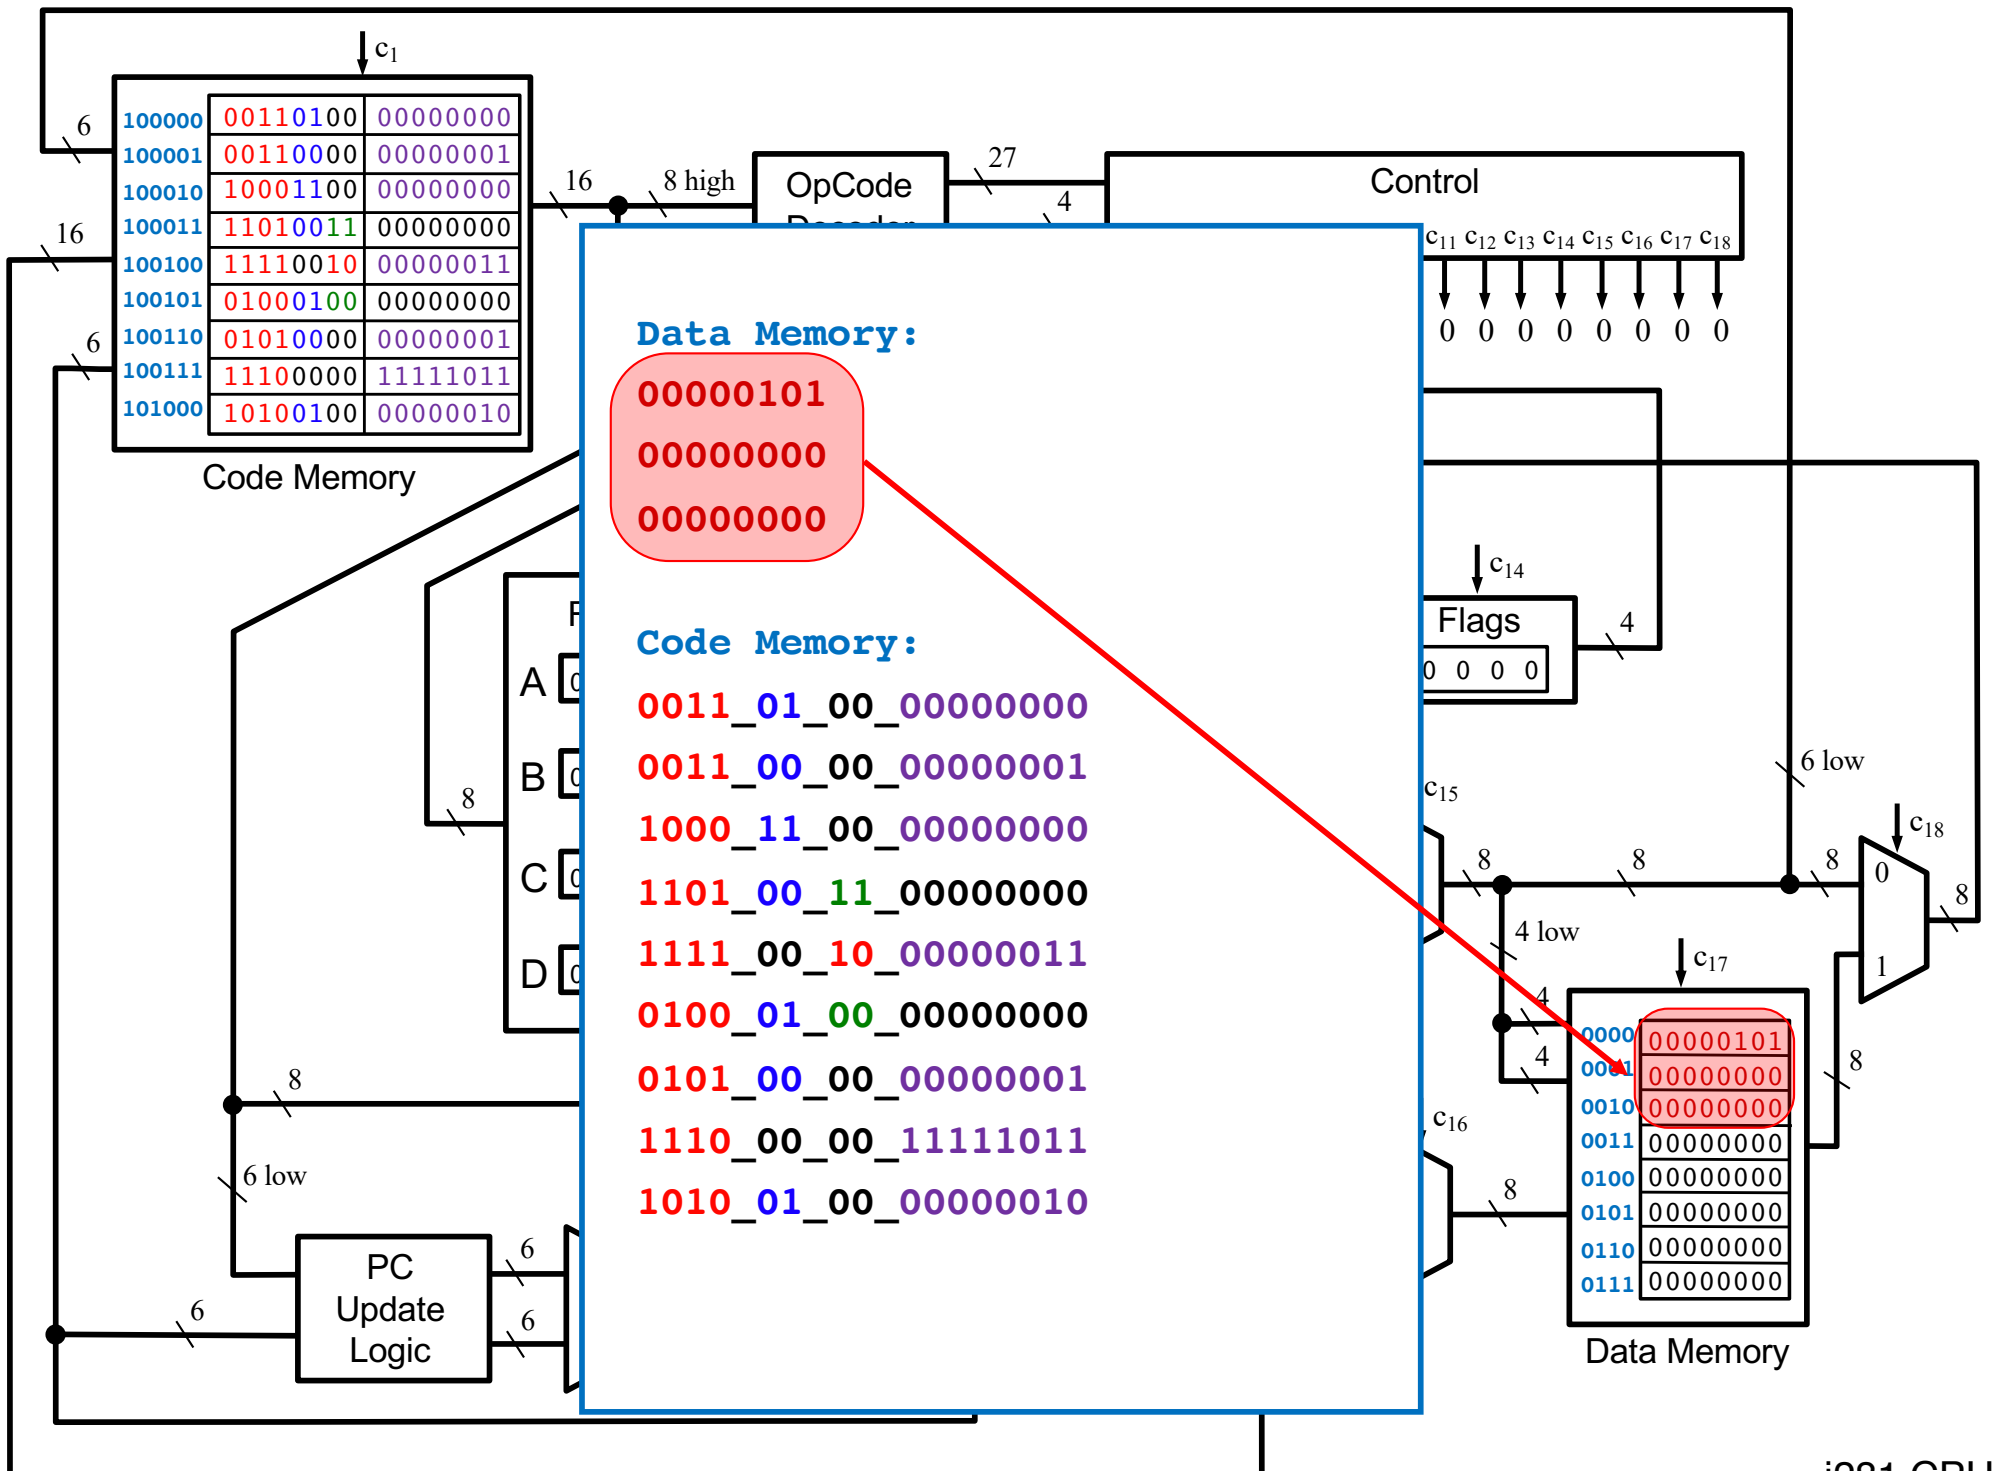 c1
100000 00110100 00000000
100001 00110000 00000001
100010 10001100 00000000
100011 11010011 00000000
100100 11110010 00000011
100101 01000100 00000000
100110 01010000 00000001
100111 11100000 11111011
101000 10100100 00000010
Code Memory
6
16
6
16
8 high
OpCode
27
4
Control
c11 c12 c13 c14 c15 c16 c17 c18
0 0 0 0 0 0 0 0
Data Memory:
00000101
00000000
00000000
Code Memory:
0011_01_00_00000000
0011_00_00_00000001
1000_11_00_00000000
1101_00_11_00000000
1111_00_10_00000011
0100_01_00_00000000
0101_00_00_00000001
1110_00_00_11111011
1010_01_00_00000010
A
B
C
D
8
8
6 low
PC
Update
Logic
6
6
6
c14
Flags
0 0 0 0
4
6 low
c15
8
8
8
c18
0
1
8
4 low
4
4
c17
c16
8
8
0000 00000101
0001 00000000
0010 00000000
0011 00000000
0100 00000000
0101 00000000
0110 00000000
0111 00000000
Data Memory